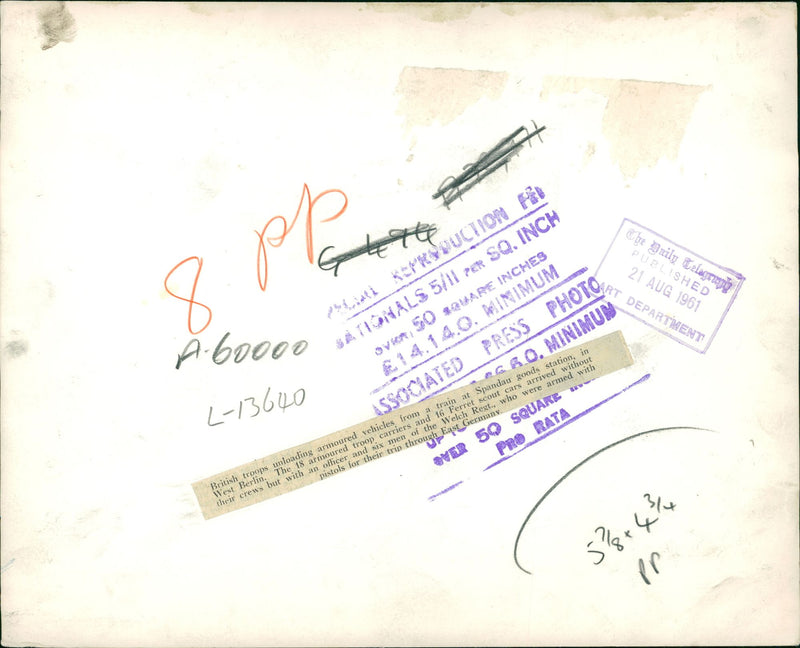 8 pp
G 494
A-60000
L-13640
REPRODUCTION
NATIONALS 5/11 PER SQ. INCH
OVER 50 SQUARE INCHES
£14.14.0. MINIMUM
ASSOCIATED PRESS PHOTO
6.6.0. MINIMUM
UP TO
OVER 50 SQUARE
PRO RATA
The Daily Telegraph
PUBLISHED
21 AUG 1961
ART DEPARTMENT
British troops unloading armoured vehicles, from a train at Spandau goods station, in
West Berlin. The 18 armoured troop carriers and 16 Ferret scout cars arrived without
their crews but with an officer and six men of the Welch Regt., who were armed with
pistols for their trip through East Germany.
5 7/8 x 4 3/4
PP